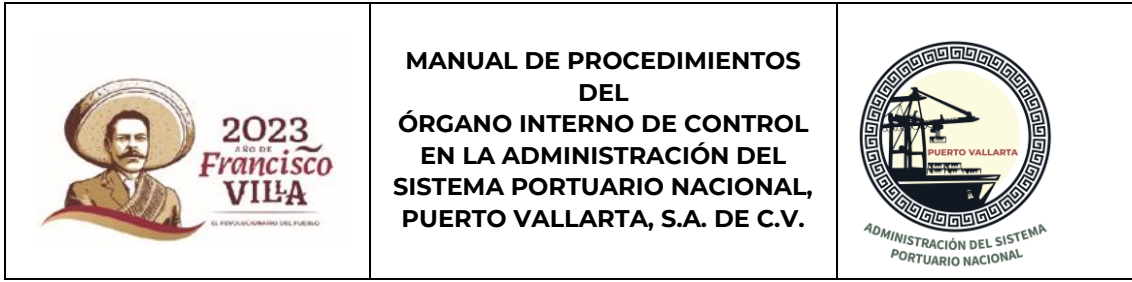 2023
AÑO DE
Francisco
VILLA
EL REVOLUCIONARIO DEL PUEBLO
MANUAL DE PROCEDIMIENTOS
DEL
ÓRGANO INTERNO DE CONTROL
EN LA ADMINISTRACIÓN DEL
SISTEMA PORTUARIO NACIONAL,
PUERTO VALLARTA, S.A. DE C.V.
PUERTO VALLARTA
ADMINISTRACIÓN DEL SISTEMA
PORTUARIO NACIONAL